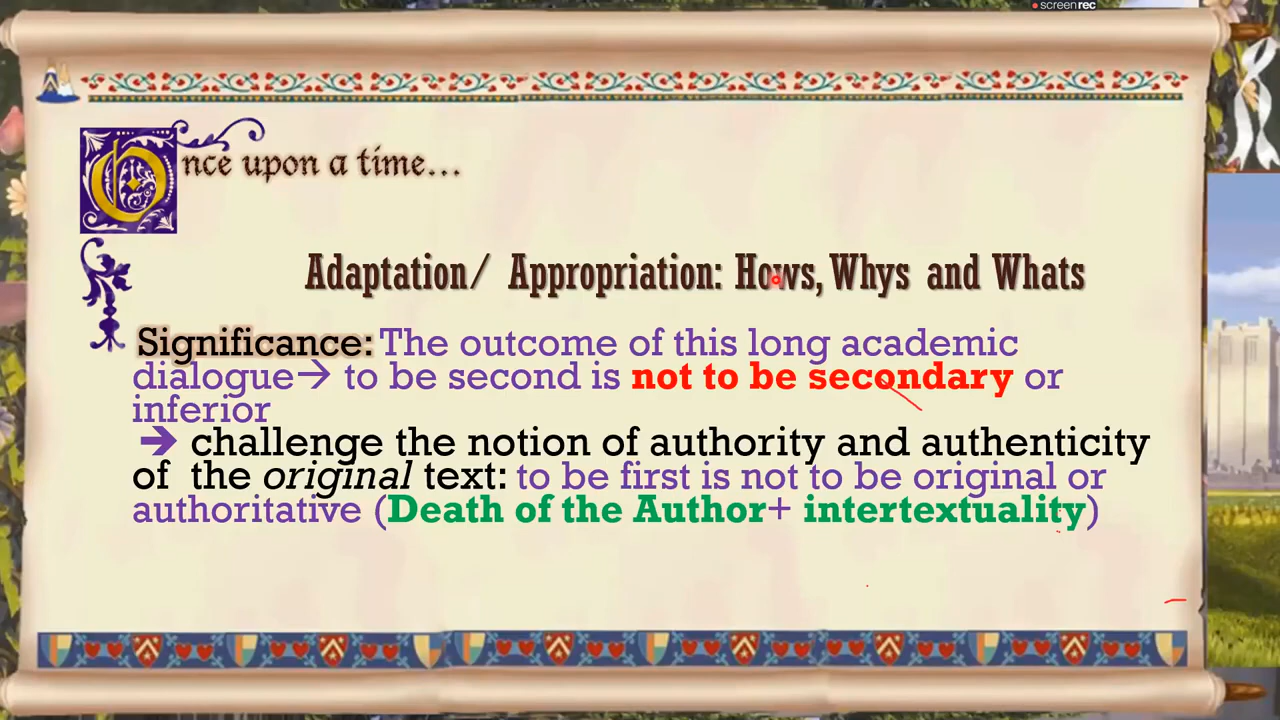 screenrec
Once upon a time...
Adaptation/ Appropriation: Hows, Whys and Whats
Significance: The outcome of this long academic
dialogue→ to be second is not to be secondary or
inferior
→ challenge the notion of authority and authenticity
of the original text: to be first is not to be original or
authoritative (Death of the Author+ intertextuality)